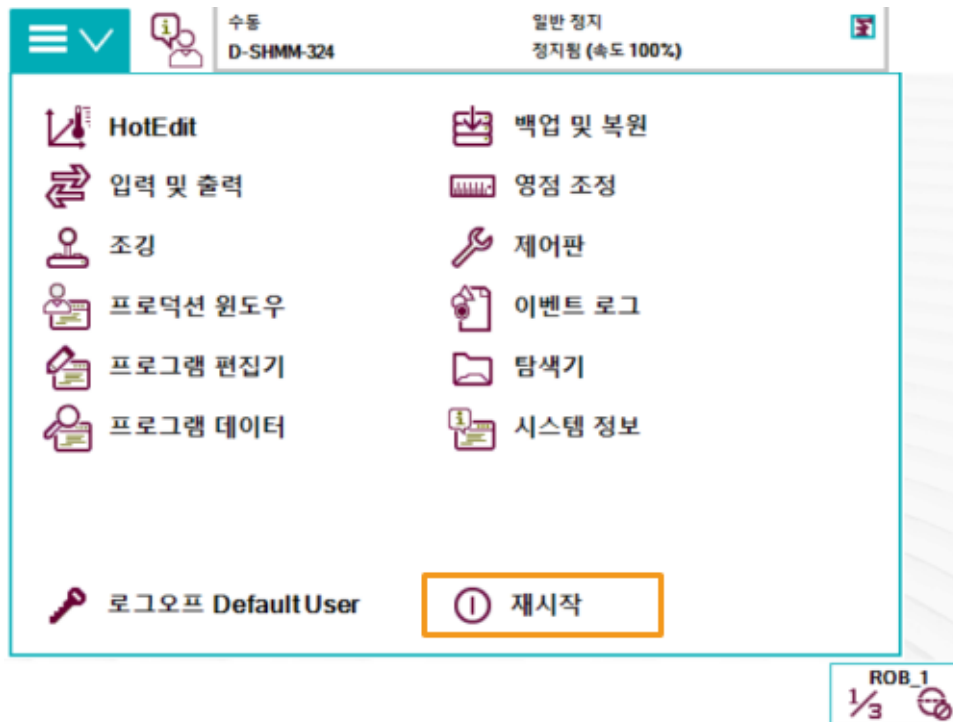 수동
D-SHMM-324
일반 정지
정지됨 (속도 100%)
HotEdit
입력 및 출력
조깅
프로덕션 윈도우
프로그램 편집기
프로그램 데이터
백업 및 복원
영점 조정
제어판
이벤트 로그
탐색기
시스템 정보
로그오프 Default User
재시작
ROB_1
1/3